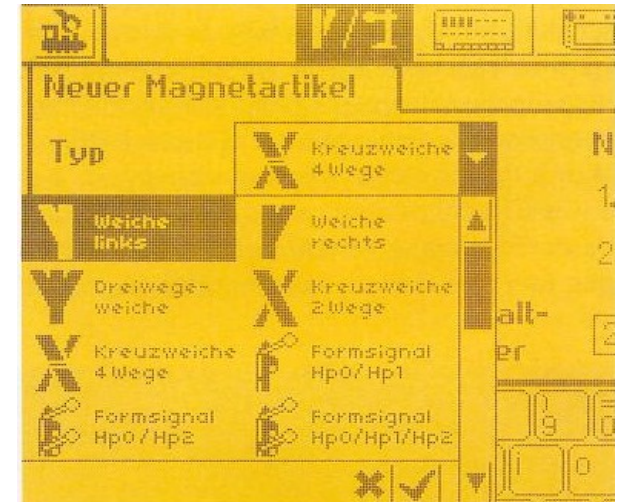 Neuer Magnetartikel
Typ
Kreuzweiche
4 Wege
N
1.
Weiche
links
Weiche
rechts
2
Dreiwege-
weiche
Kreuzweiche
2 Wege
alt-
er
2
Kreuzweiche
4 Wege
Formsignal
Hp0/Hp1
Formsignal
Hp0/Hp2
Formsignal
Hp0/Hp1/Hp2
9
i
o